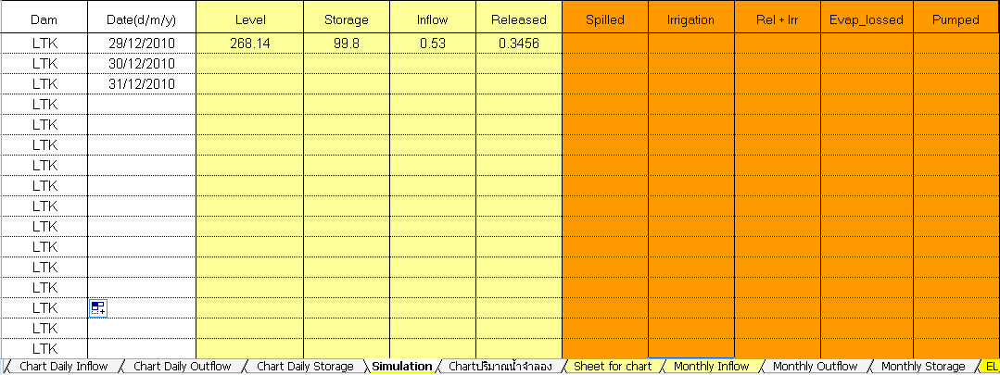 Dam Date(d/m/y) Level Storage Inflow Released Spilled Irrigation Rel + Irr Evap_lossed Pumped
LTK 29/12/2010 268.14 99.8 0.53 0.3456
LTK 30/12/2010
LTK 31/12/2010
LTK
LTK
LTK
LTK
LTK
LTK
LTK
LTK
LTK
LTK
LTK
LTK
LTK
Chart Daily Inflow Chart Daily Outflow Chart Daily Storage Simulation Chartปริมาณน้ำจำลอง Sheet for chart Monthly Inflow Monthly Outflow Monthly Storage EL